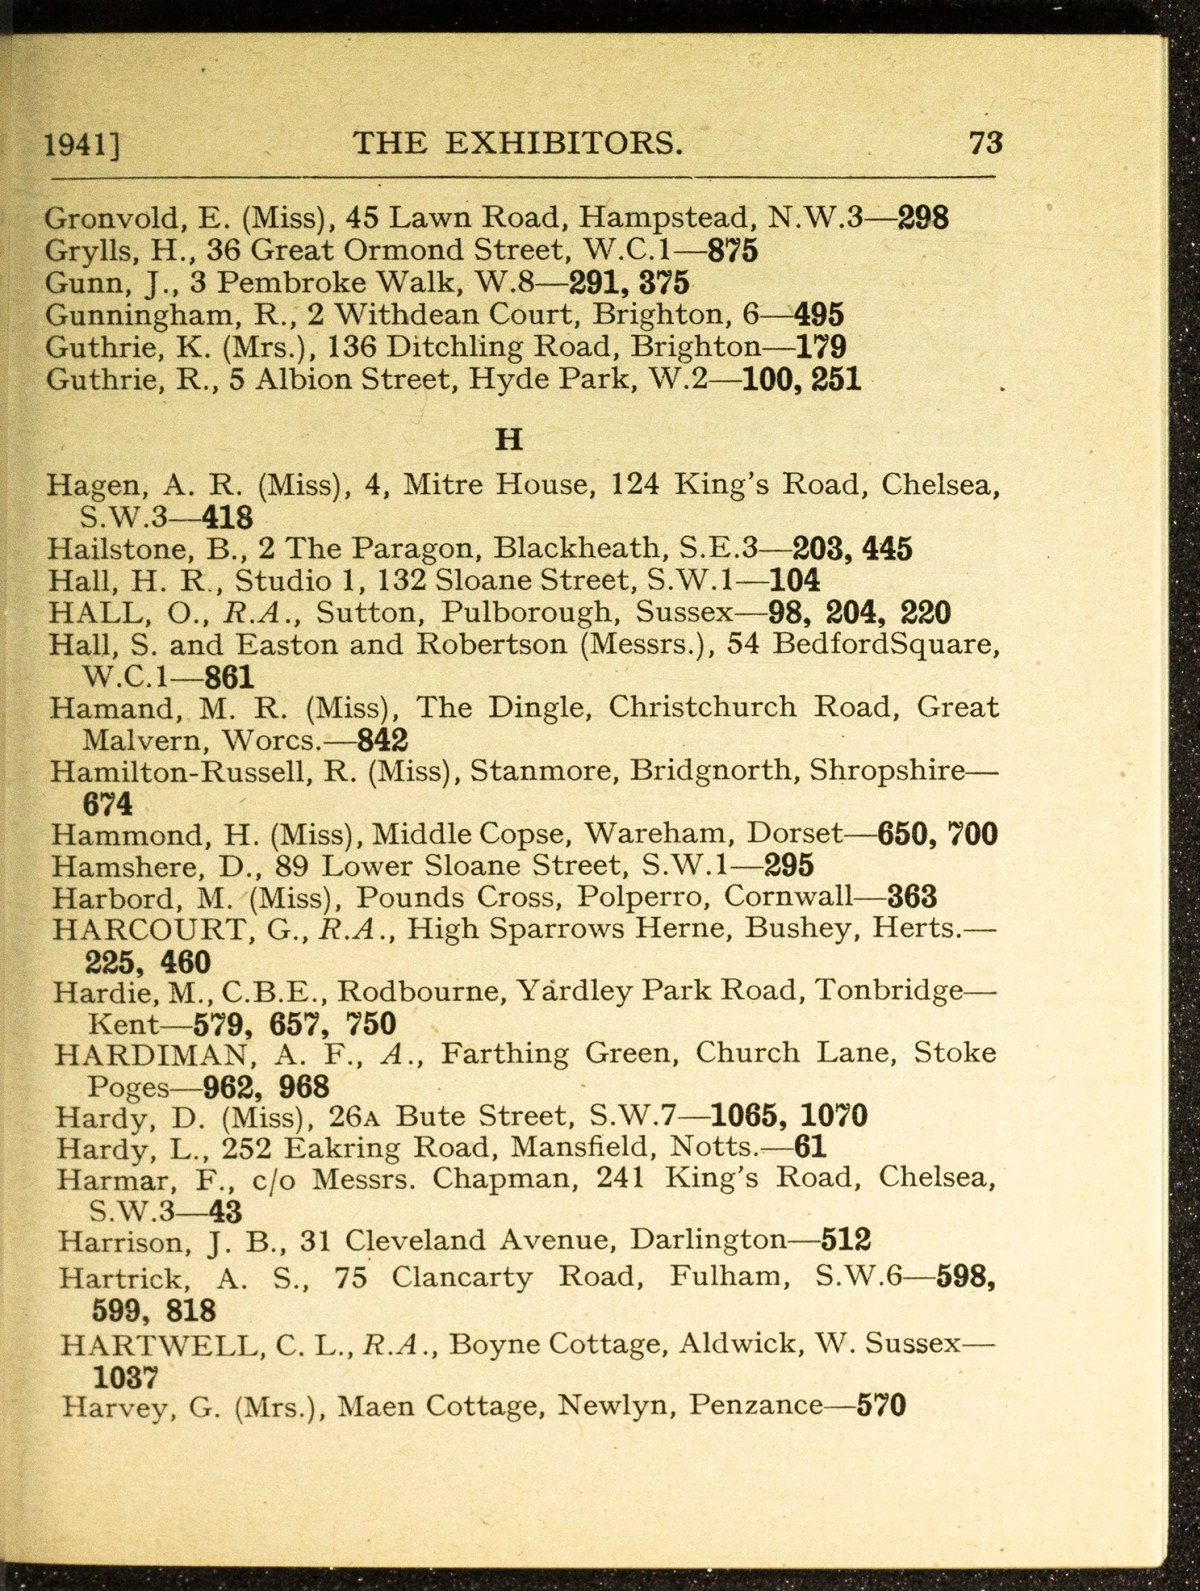 1941] THE EXHIBITORS. 73
Gronvold, E. (Miss), 45 Lawn Road, Hampstead, N.W.3—298
Grylls, H., 36 Great Ormond Street, W.C.1—875
Gunn, J., 3 Pembroke Walk, W.8—291, 375
Gunningham, R., 2 Withdean Court, Brighton, 6—495
Guthrie, K. (Mrs.), 136 Ditchling Road, Brighton—179
Guthrie, R., 5 Albion Street, Hyde Park, W.2—100, 251
H
Hagen, A. R. (Miss), 4, Mitre House, 124 King's Road, Chelsea,
S.W.3—418
Hailstone, B., 2 The Paragon, Blackheath, S.E.3—203, 445
Hall, H. R., Studio 1, 132 Sloane Street, S.W.1—104
HALL, O., R.A., Sutton, Pulborough, Sussex—98, 204, 220
Hall, S. and Easton and Robertson (Messrs.), 54 BedfordSquare,
W.C.1—861
Hamand, M. R. (Miss), The Dingle, Christchurch Road, Great
Malvern, Worcs.—842
Hamilton-Russell, R. (Miss), Stanmore, Bridgnorth, Shropshire—
674
Hammond, H. (Miss), Middle Copse, Wareham, Dorset—650, 700
Hamshere, D., 89 Lower Sloane Street, S.W.1—295
Harbord, M. (Miss), Pounds Cross, Polperro, Cornwall—363
HARCOURT, G., R.A., High Sparrows Herne, Bushey, Herts.—
225, 460
Hardie, M., C.B.E., Rodbourne, Yardley Park Road, Tonbridge—
Kent—579, 657, 750
HARDIMAN, A. F., A., Farthing Green, Church Lane, Stoke
Poges—962, 968
Hardy, D. (Miss), 26A Bute Street, S.W.7—1065, 1070
Hardy, L., 252 Eakring Road, Mansfield, Notts.—61
Harmar, F., c/o Messrs. Chapman, 241 King's Road, Chelsea,
S.W.3—43
Harrison, J. B., 31 Cleveland Avenue, Darlington—512
Hartrick, A. S., 75 Clancarty Road, Fulham, S.W.6—598,
599, 818
HARTWELL, C. L., R.A., Boyne Cottage, Aldwick, W. Sussex—
1037
Harvey, G. (Mrs.), Maen Cottage, Newlyn, Penzance—570